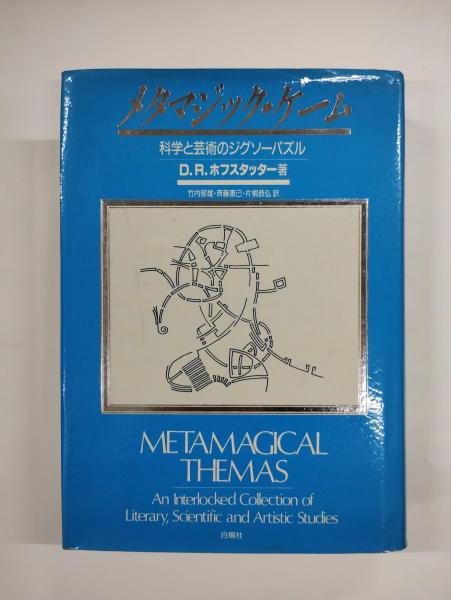 メタマジック・ゲーム
科学と芸術のジグソーパズル
D.R.ホフスタッター著
竹内郁雄・斉藤康己・片桐恭弘 訳
METAMAGICAL
THEMAS
An Interlocked Collection of
Literary, Scientific and Artistic Studies
白揚社